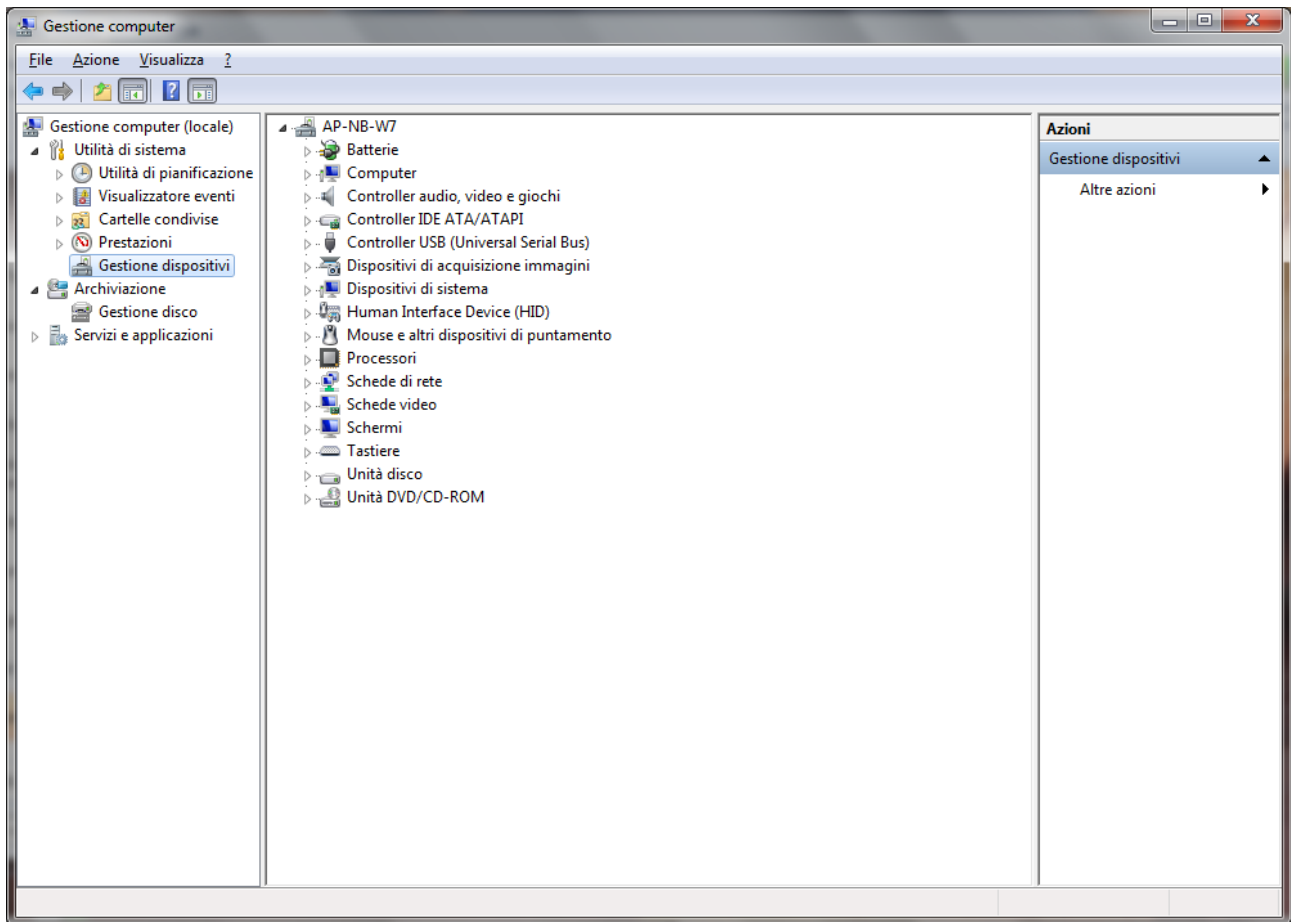 Gestione computer
File Azione Visualizza ?
Gestione computer (locale)
Utilità di sistema
Utilità di pianificazione
Visualizzatore eventi
Cartelle condivise
Prestazioni
Gestione dispositivi
Archiviazione
Gestione disco
Servizi e applicazioni
AP-NB-W7
Batterie
Computer
Controller audio, video e giochi
Controller IDE ATA/ATAPI
Controller USB (Universal Serial Bus)
Dispositivi di acquisizione immagini
Dispositivi di sistema
Human Interface Device (HID)
Mouse e altri dispositivi di puntamento
Processori
Schede di rete
Schede video
Schermi
Tastiere
Unità disco
Unità DVD/CD-ROM
Azioni
Gestione dispositivi
Altre azioni